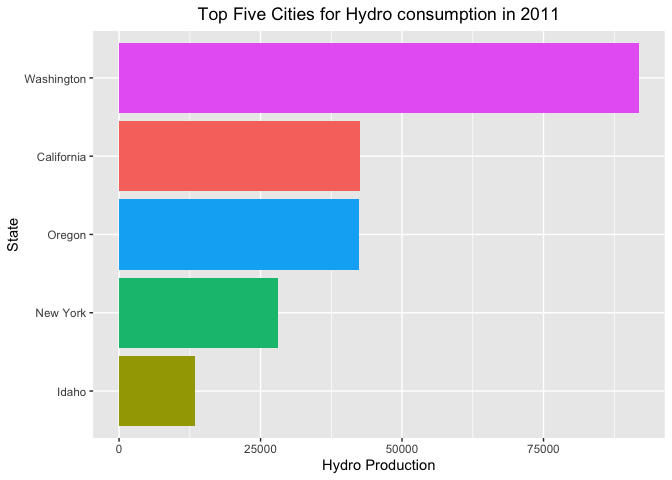 Top Five Cities for Hydro consumption in 2011
State
Washington
California
Oregon
New York
Idaho
0 25000 50000 75000
Hydro Production